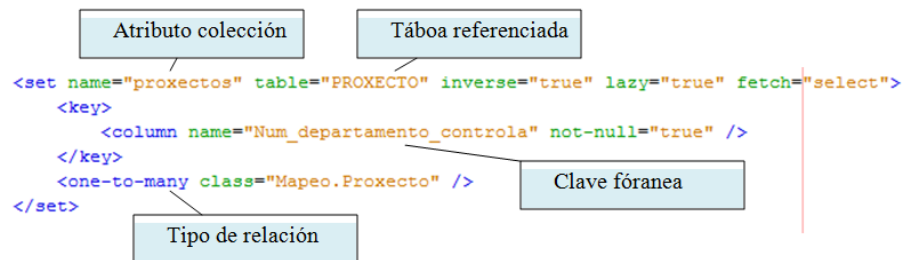 Atributo colección
Táboa referenciada
<set name="proxectos" table="PROXECTO" inverse="true" lazy="true" fetch="select">
<key>
<column name="Num_departamento_controla" not-null="true" />
</key>
Clave fóranea
<one-to-many class="Mapeo.Proxecto" />
</set>
Tipo de relación